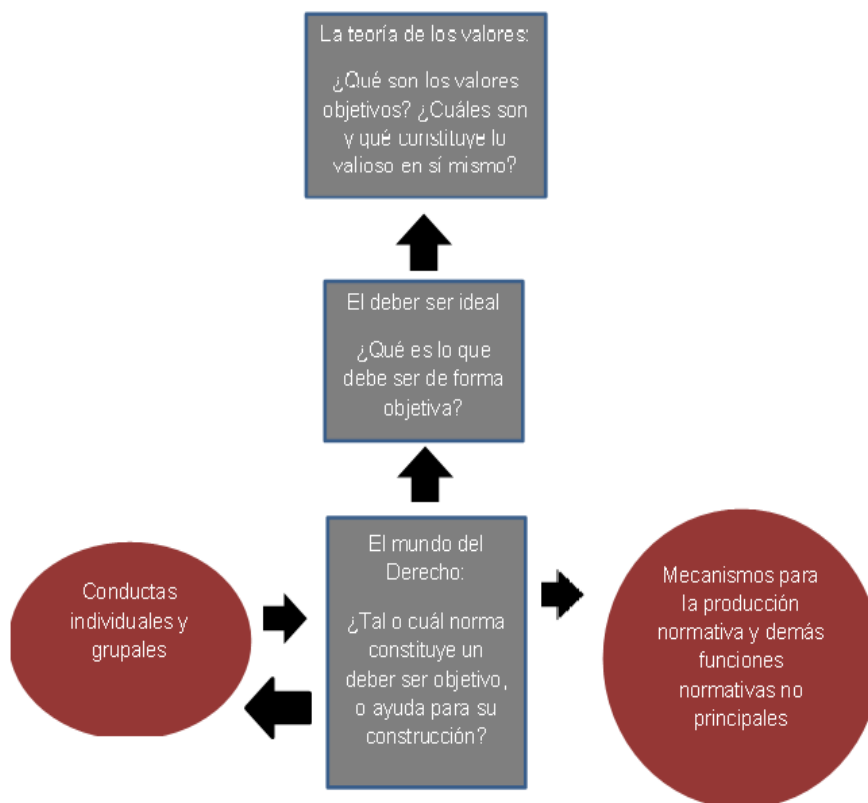 La teoría de los valores:
¿Qué son los valores
objetivos? ¿Cuáles son
y qué constituye lo
valioso en sí mismo?
El deber ser ideal
¿Qué es lo que
debe ser de forma
objetiva?
El mundo del
Derecho:
¿Tal o cuál norma
constituye un
deber ser objetivo,
o ayuda para su
construcción?
Conductas
individuales y
grupales
Mecanismos para
la producción
normativa y demás
funciones
normativas no
principales